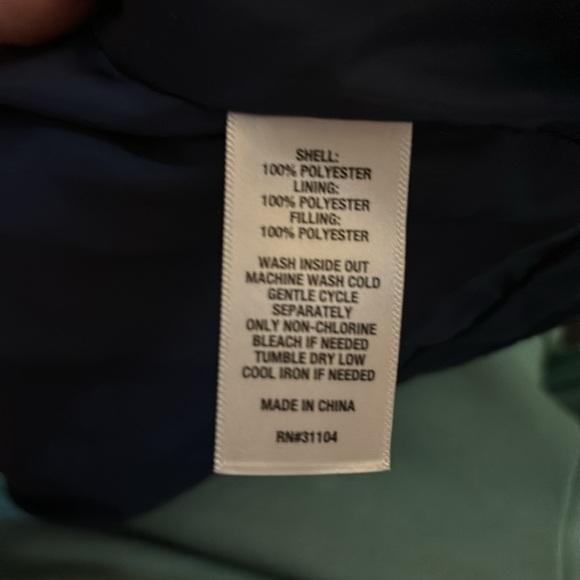 SHELL:
100% POLYESTER
LINING:
100% POLYESTER
FILLING:
100% POLYESTER
WASH INSIDE OUT
MACHINE WASH COLD
GENTLE CYCLE
SEPARATELY
ONLY NON-CHLORINE
BLEACH IF NEEDED
TUMBLE DRY LOW
COOL IRON IF NEEDED
MADE IN CHINA
RN#31104